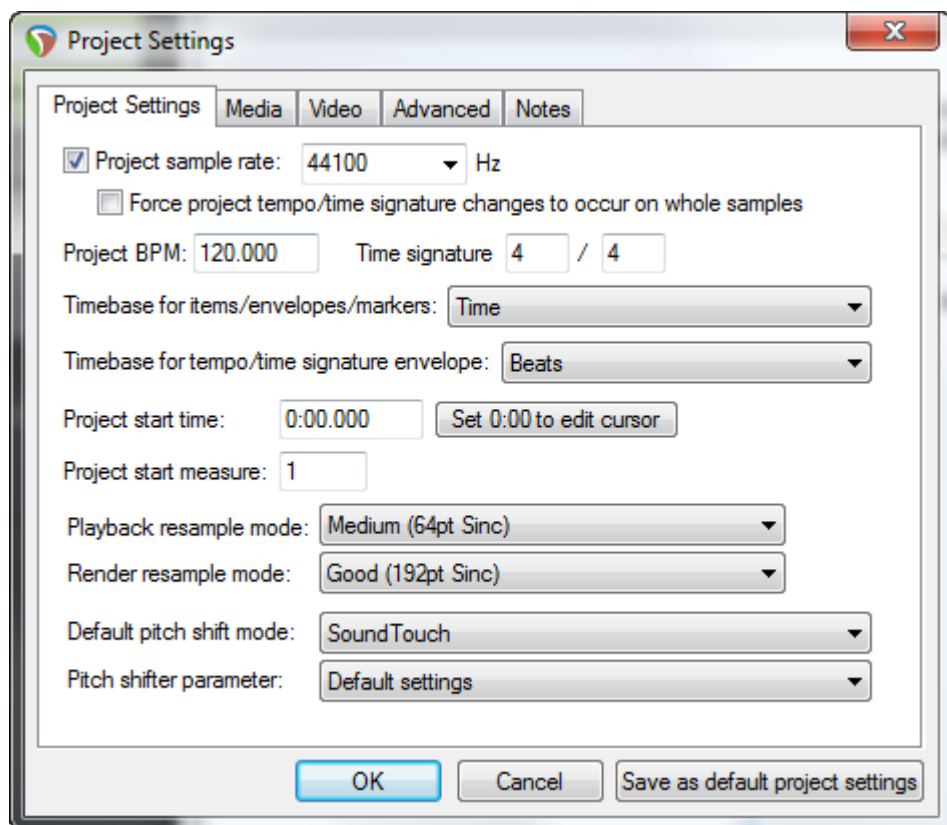 Project Settings
Project Settings Media Video Advanced Notes
Project sample rate: 44100 Hz
Force project tempo/time signature changes to occur on whole samples
Project BPM: 120.000 Time signature 4 / 4
Timebase for items/envelopes/markers: Time
Timebase for tempo/time signature envelope: Beats
Project start time: 0:00.000 Set 0:00 to edit cursor
Project start measure: 1
Playback resample mode: Medium (64pt Sinc)
Render resample mode: Good (192pt Sinc)
Default pitch shift mode: SoundTouch
Pitch shifter parameter: Default settings
OK Cancel Save as default project settings